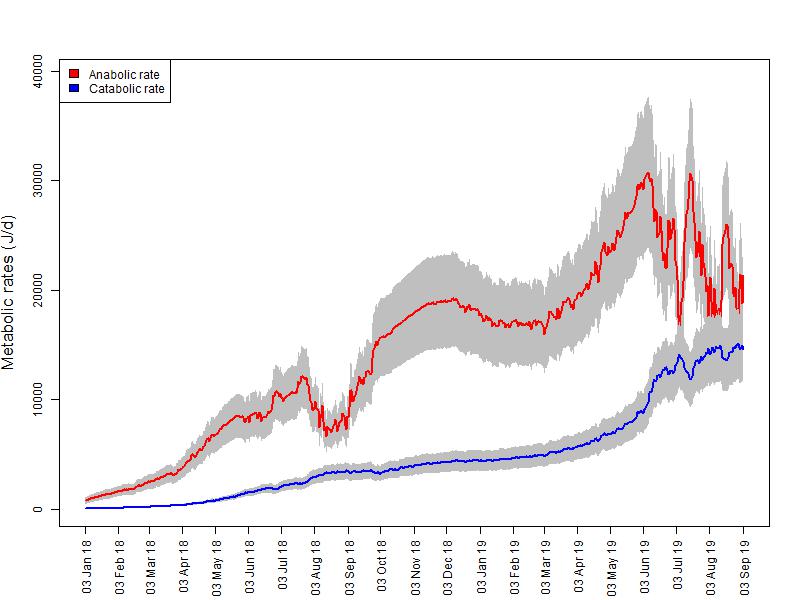 Anabolic rate
Catabolic rate
Metabolic rates (J/d)
40000
30000
20000
10000
0
03 Jan 18
03 Feb 18
03 Mar 18
03 Apr 18
03 May 18
03 Jun 18
03 Jul 18
03 Aug 18
03 Sep 18
03 Oct 18
03 Nov 18
03 Dec 18
03 Jan 19
03 Feb 19
03 Mar 19
03 Apr 19
03 May 19
03 Jun 19
03 Jul 19
03 Aug 19
03 Sep 19